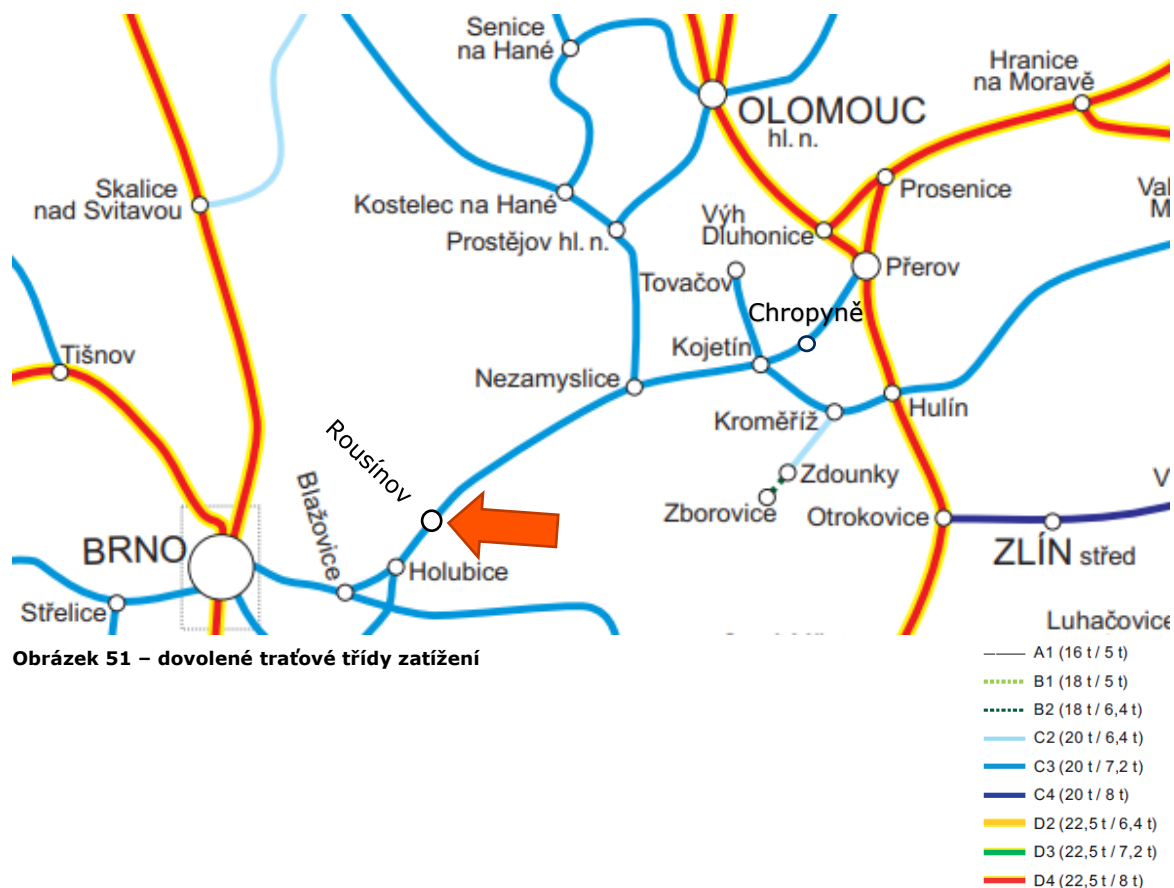 Senice
na Hané
OLOMOUC
hl. n.
Hranice
na Moravě
Skalice
nad Svitavou
Kostelec na Hané
Prostějov hl. n.
Výh
Dluhonice
Prosenice
Val
M
Tovačov
Přerov
Chropyně
Tišnov
Kojetín
Nezamyslice
Kroměříž
Hulín
Rousínov
Blažovice
Zdounky
Zborovice
Otrokovice
V
BRNO
Holubice
ZLÍN střed
Střelice
Luhačovice
Obrázek 51 – dovolené traťové třídy zatížení
A1 (16 t / 5 t)
B1 (18 t / 5 t)
B2 (18 t / 6,4 t)
C2 (20 t / 6,4 t)
C3 (20 t / 7,2 t)
C4 (20 t / 8 t)
D2 (22,5 t / 6,4 t)
D3 (22,5 t / 7,2 t)
D4 (22,5 t / 8 t)